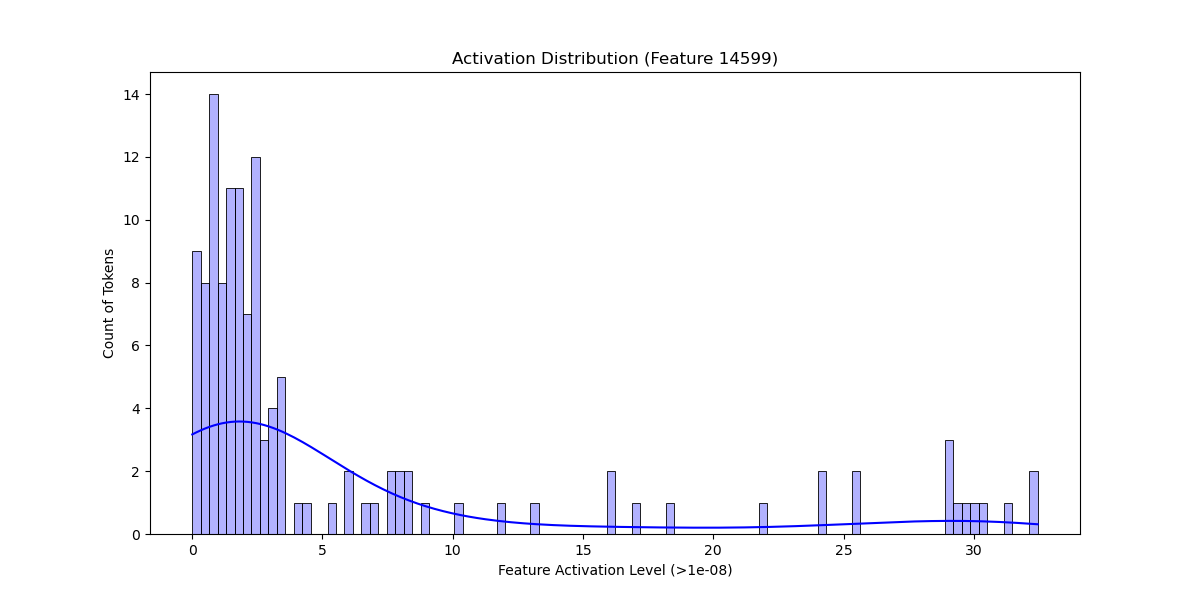 Activation Distribution (Feature 14599)
14
12
10
8
6
4
2
0
Count of Tokens
0 5 10 15 20 25 30
Feature Activation Level (>1e-08)